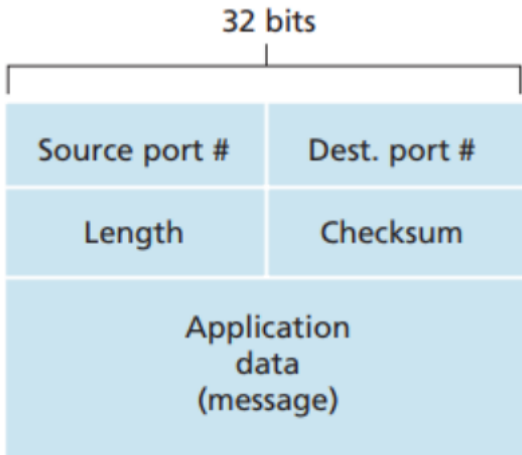 32 bits
Source port #
Dest. port #
Length
Checksum
Application
data
(message)